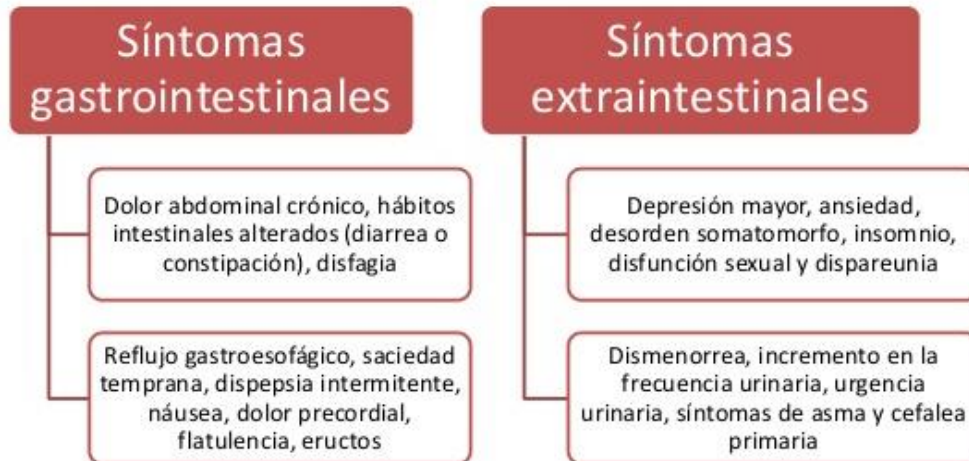 Síntomas
gastrointestinales
Dolor abdominal crónico, hábitos
intestinales alterados (diarrea o
constipación), disfagia
Reflujo gastroesofágico, saciedad
temprana, dispepsia intermitente,
náusea, dolor precordial,
flatulencia, eructos
Síntomas
extraintestinales
Depresión mayor, ansiedad,
desorden somatomorfo, insomnio,
disfunción sexual y dispareunia
Dismenorrea, incremento en la
frecuencia urinaria, urgencia
urinaria, síntomas de asma y cefalea
primaria